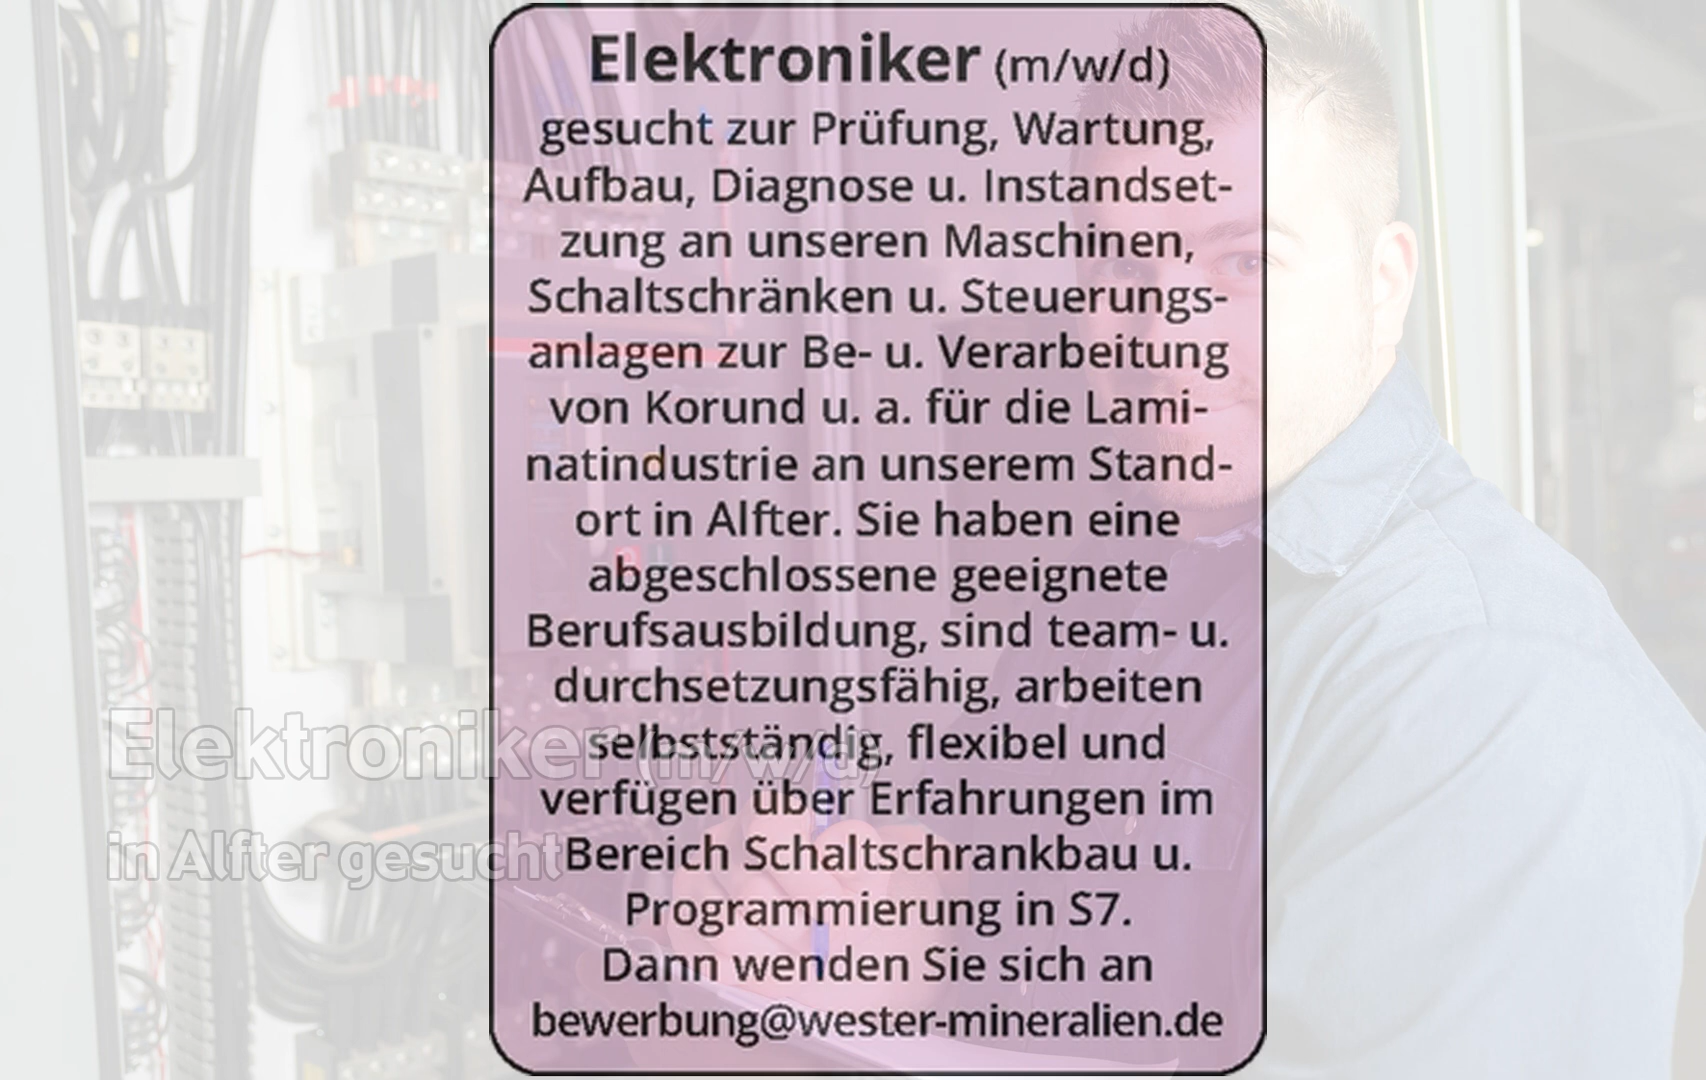 Elektroniker (m/w/d)
gesucht zur Prüfung, Wartung,
Aufbau, Diagnose u. Instandset-
zung an unseren Maschinen,
Schaltschränken u. Steuerungs-
anlagen zur Be- u. Verarbeitung
von Korund u. a. für die Lami-
natindustrie an unserem Stand-
ort in Alfter. Sie haben eine
abgeschlossene geeignete
Berufsausbildung, sind team- u.
durchsetzungsfähig, arbeiten
selbstständig, flexibel und
verfügen über Erfahrungen im
Bereich Schaltschrankbau u.
Programmierung in S7.
Dann wenden Sie sich an
bewerbung@wester-mineralien.de
Elektroniker (m/w/d)
in Alfter gesucht